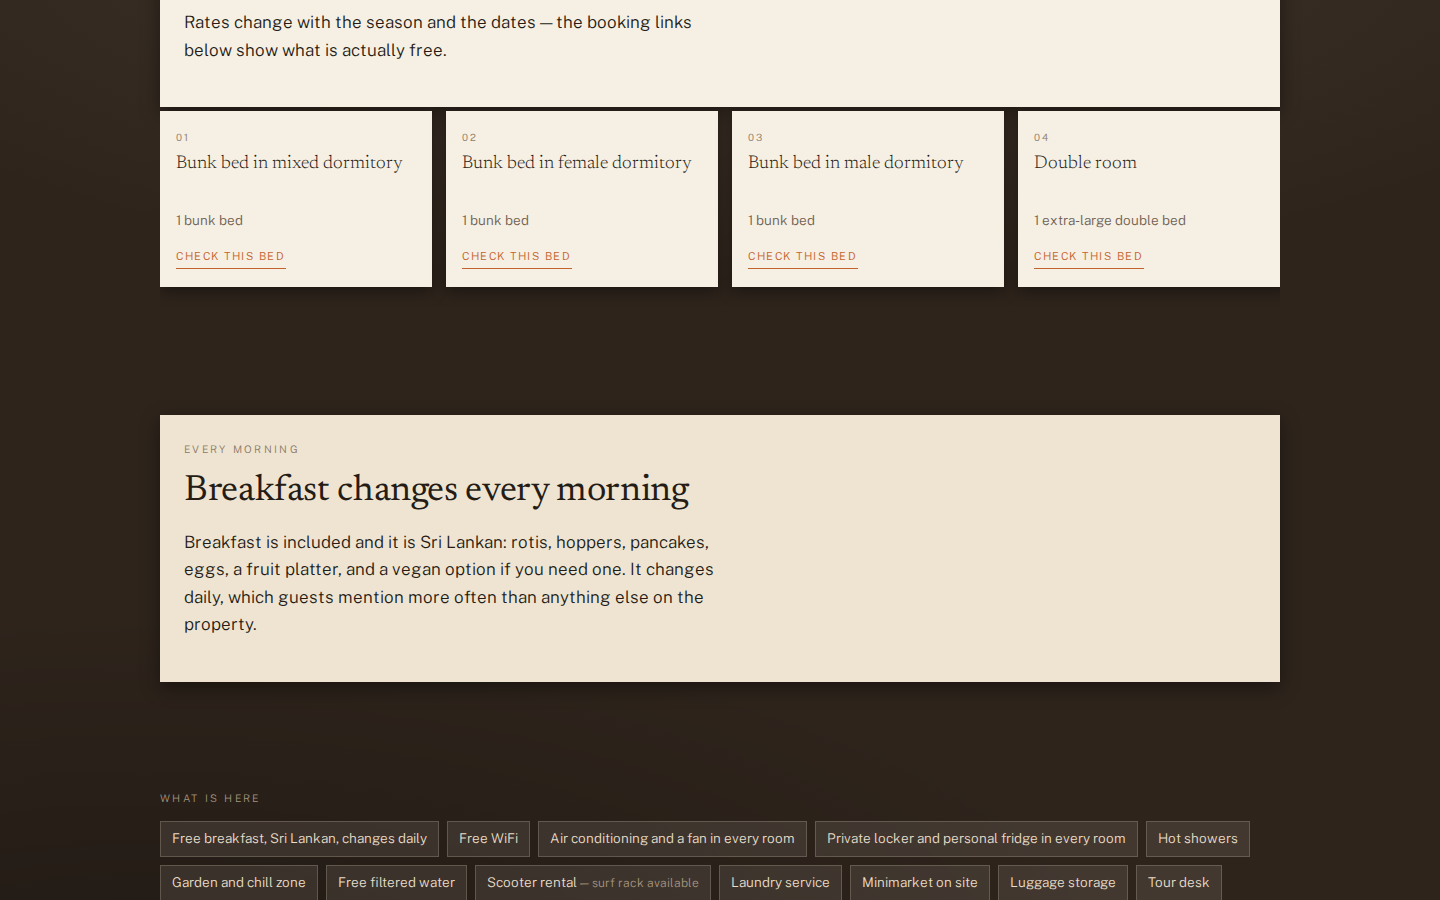 Rates change with the season and the dates — the booking links
below show what is actually free.
01
Bunk bed in mixed dormitory
1 bunk bed
CHECK THIS BED
02
Bunk bed in female dormitory
1 bunk bed
CHECK THIS BED
03
Bunk bed in male dormitory
1 bunk bed
CHECK THIS BED
04
Double room
1 extra-large double bed
CHECK THIS BED
EVERY MORNING
Breakfast changes every morning
Breakfast is included and it is Sri Lankan: rotis, hoppers, pancakes,
eggs, a fruit platter, and a vegan option if you need one. It changes
daily, which guests mention more often than anything else on the
property.
WHAT IS HERE
Free breakfast, Sri Lankan, changes daily
Free WiFi
Air conditioning and a fan in every room
Private locker and personal fridge in every room
Hot showers
Garden and chill zone
Free filtered water
Scooter rental — surf rack available
Laundry service
Minimarket on site
Luggage storage
Tour desk